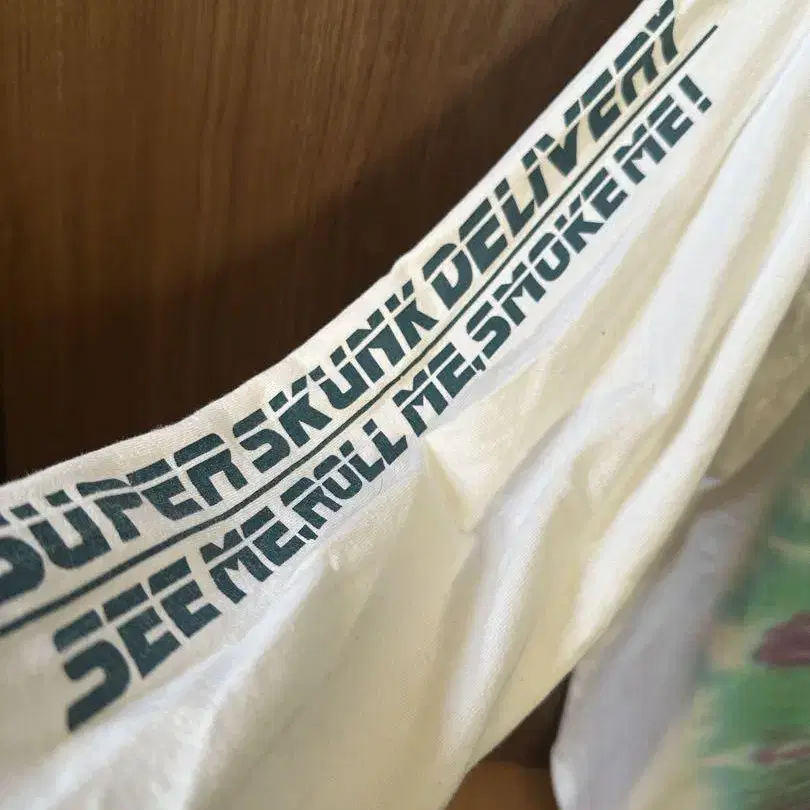 SUPER SKUNK DELIVERY
SEE ME,ROLL ME,SMOKE ME!